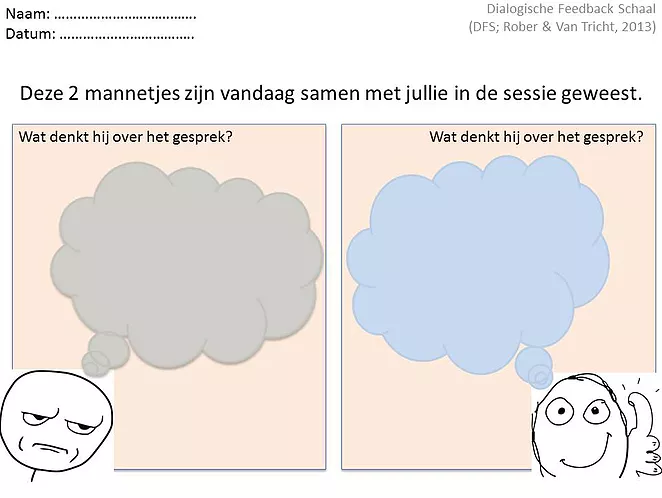 Naam: ......................................
Datum: ....................................
Dialogische Feedback Schaal
(DFS; Rober & Van Tricht, 2013)
Deze 2 mannetjes zijn vandaag samen met jullie in de sessie geweest.
Wat denkt hij over het gesprek?
Wat denkt hij over het gesprek?